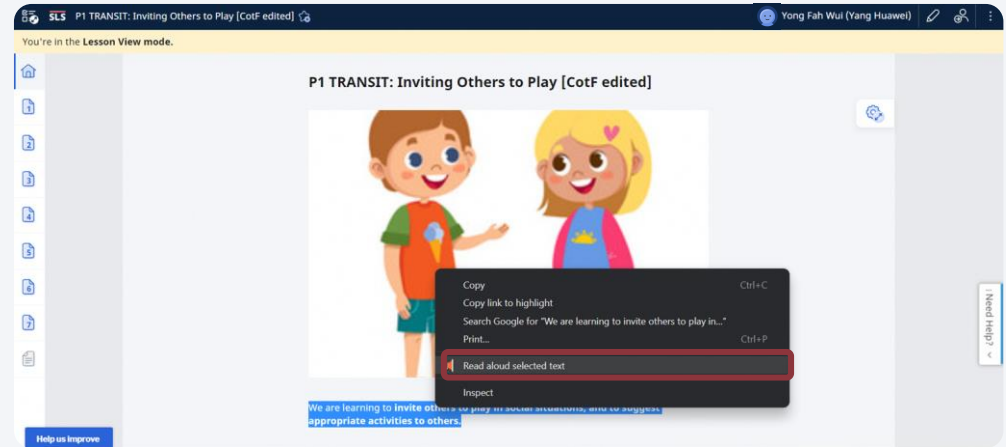 SLS P1 TRANSIT: Inviting Others to Play [CotF edited]
Yong Fah Wui (Yang Huawei)
You're in the Lesson View mode.
P1 TRANSIT: Inviting Others to Play [CotF edited]
1
2
3
4
5
6
7
Copy Ctrl+C
Copy link to highlight
Search Google for "We are learning to invite others to play in..."
Print... Ctrl+P
Read aloud selected text
Inspect
We are learning to invite others to play in social situations, and to suggest
appropriate activities to others.
Need Help?
Help us improve